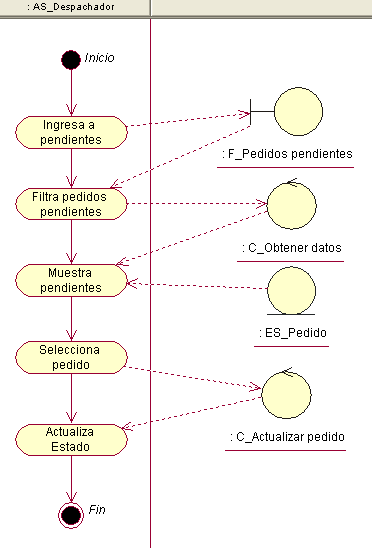 : AS_Despachador
Inicio
Ingresa a
pendientes
: F_Pedidos pendientes
Filtra pedidos
pendientes
: C_Obtener datos
Muestra
pendientes
: ES_Pedido
Selecciona
pedido
Actualiza
Estado
: C_Actualizar pedido
Fin